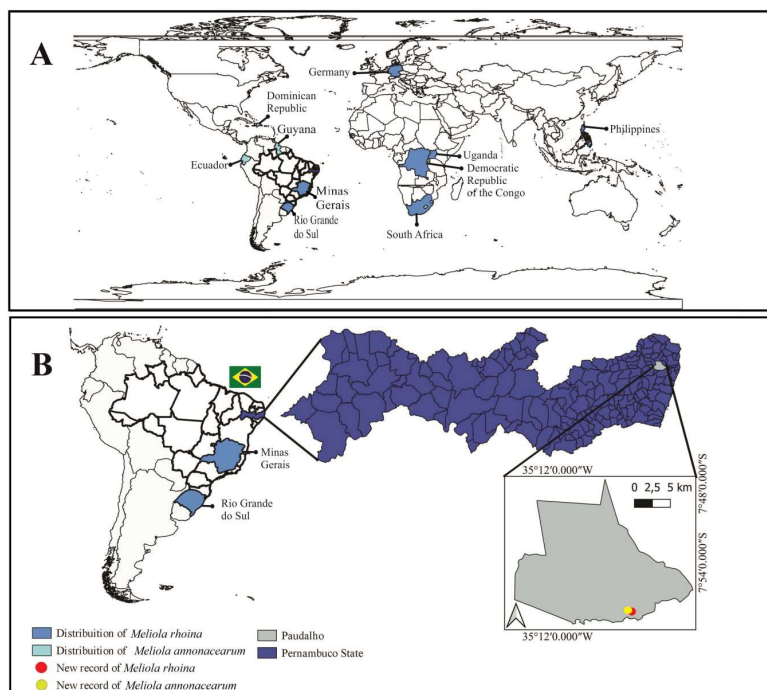 A
Germany
Dominican
Republic
Guyana
Philippines
Ecuador
Uganda
Democratic
Republic
of the Congo
Minas
Gerais
Rio Grande
do Sul
South Africa
B
Minas
Gerais
Rio Grande
do Sul
35°12'0.000"W
7°48'0.000"S
0 2,5 5 km
7°54'0.000"S
35°12'0.000"W
Distribuition of Meliola rhoina
Distribuition of Meliola annonacearum
New record of Meliola rhoina
New record of Meliola annonacearum
Paudalho
Pernambuco State